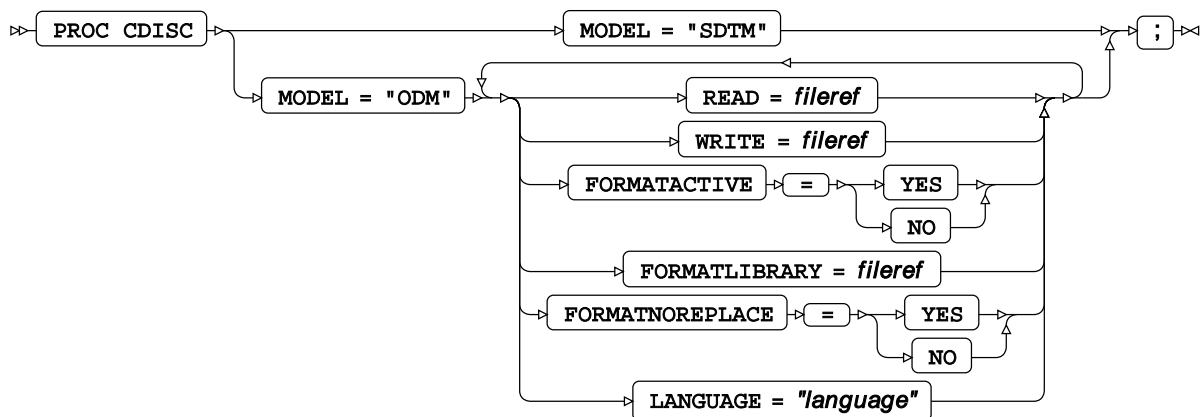 PROC CDISC MODEL = "SDTM" ;
MODEL = "ODM" READ = fileref
WRITE = fileref
FORMATACTIVE = YES
NO
FORMATLIBRARY = fileref
FORMATNOREPLACE = YES
NO
LANGUAGE = "language"